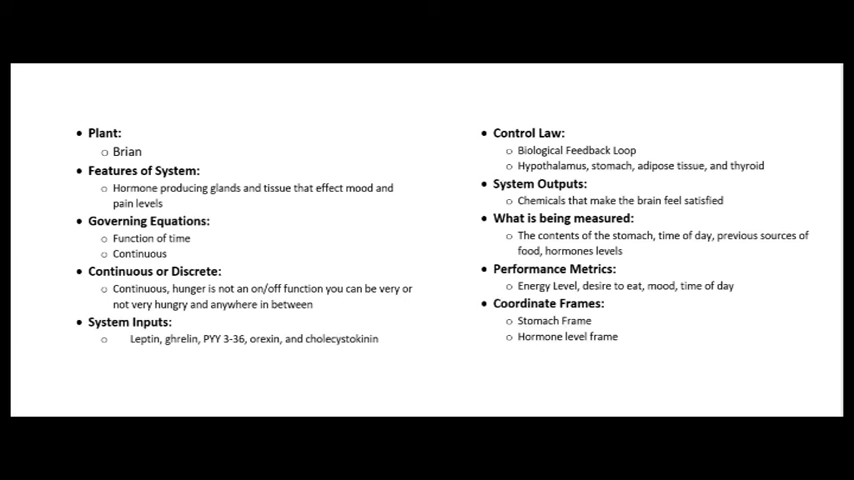 • Plant:
○ Brian
• Features of System:
○ Hormone producing glands and tissue that effect mood and
pain levels
• Governing Equations:
○ Function of time
○ Continuous
• Continuous or Discrete:
○ Continuous, hunger is not an on/off function you can be very or
not very hungry and anywhere in between
• System Inputs:
○ Leptin, ghrelin, PYY 3-36, orexin, and cholecystokinin
• Control Law:
○ Biological Feedback Loop
○ Hypothalamus, stomach, adipose tissue, and thyroid
• System Outputs:
○ Chemicals that make the brain feel satisfied
• What is being measured:
○ The contents of the stomach, time of day, previous sources of
food, hormones levels
• Performance Metrics:
○ Energy Level, desire to eat, mood, time of day
• Coordinate Frames:
○ Stomach Frame
○ Hormone level frame